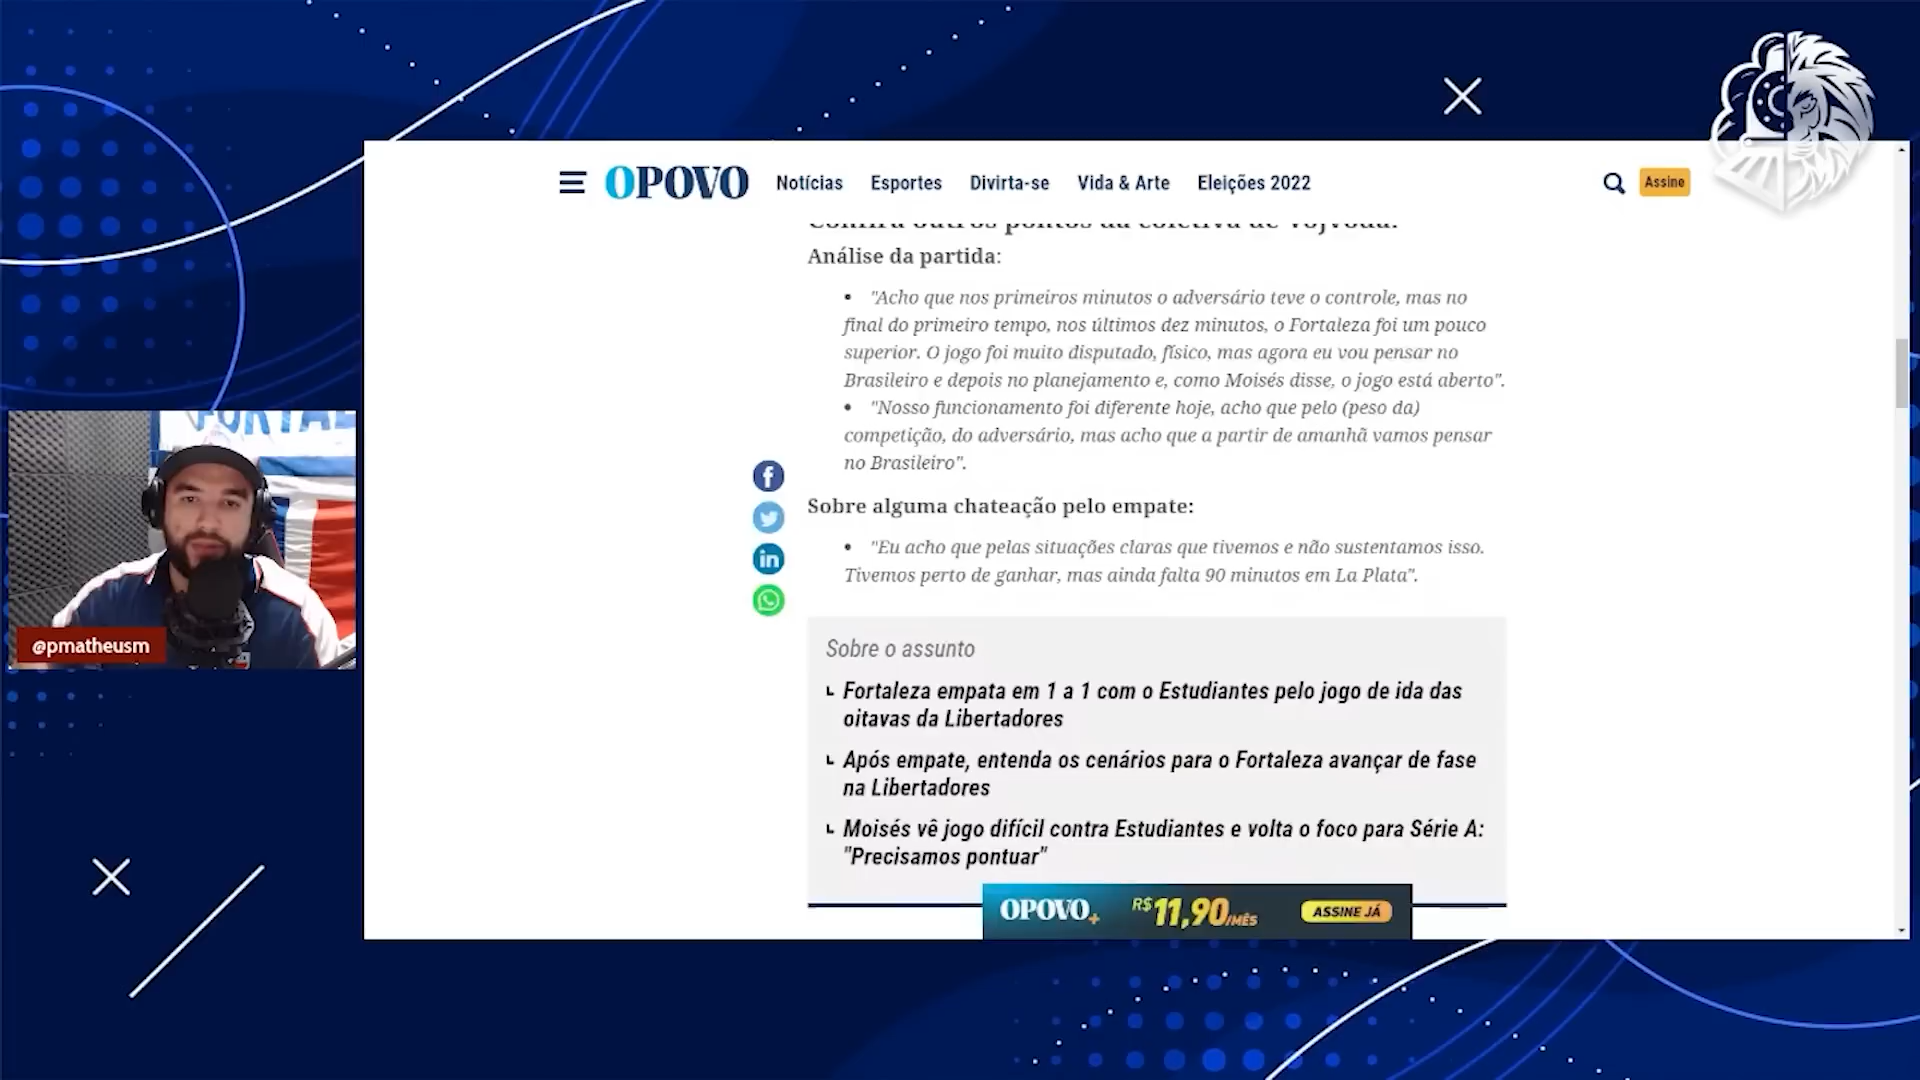 OPOVO Notícias Esportes Divirta-se Vida & Arte Eleições 2022 Assine
Confira outros pontos da coletiva de Vojvoda:
Análise da partida:
• "Acho que nos primeiros minutos o adversário teve o controle, mas no
final do primeiro tempo, nos últimos dez minutos, o Fortaleza foi um pouco
superior. O jogo foi muito disputado, físico, mas agora eu vou pensar no
Brasileiro e depois no planejamento e, como Moisés disse, o jogo está aberto".
• "Nosso funcionamento foi diferente hoje, acho que pelo (peso da)
competição, do adversário, mas acho que a partir de amanhã vamos pensar
no Brasileiro".
Sobre alguma chateação pelo empate:
• "Eu acho que pelas situações claras que tivemos e não sustentamos isso.
Tivemos perto de ganhar, mas ainda falta 90 minutos em La Plata".
Sobre o assunto
Fortaleza empata em 1 a 1 com o Estudiantes pelo jogo de ida das
oitavas da Libertadores
Após empate, entenda os cenários para o Fortaleza avançar de fase
na Libertadores
Moisés vê jogo difícil contra Estudiantes e volta o foco para Série A:
"Precisamos pontuar"
OPOVO+ R$11,90/MÊS ASSINE JÁ
FORTAL
@pmatheusm